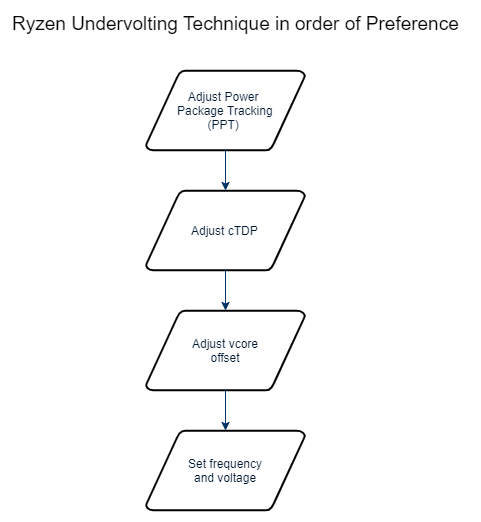 Ryzen Undervolting Technique in order of Preference
Adjust Power
Package Tracking
(PPT)
Adjust cTDP
Adjust vcore
offset
Set frequency
and voltage